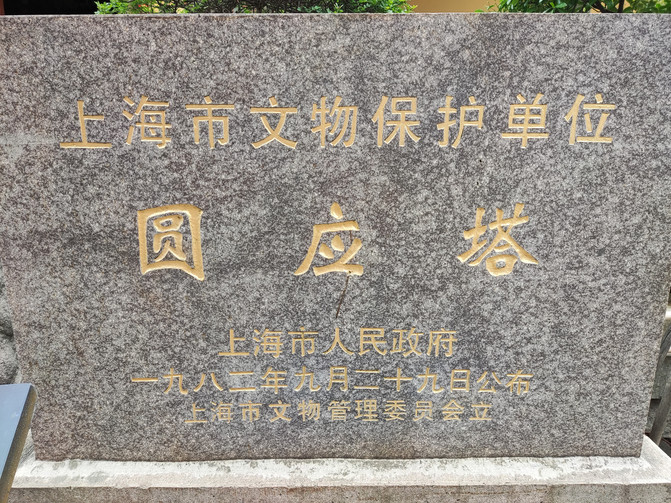 上海市文物保护单位
圆应塔
上海市人民政府
一九八二年九月二十九日公布
上海市文物管理委员会立